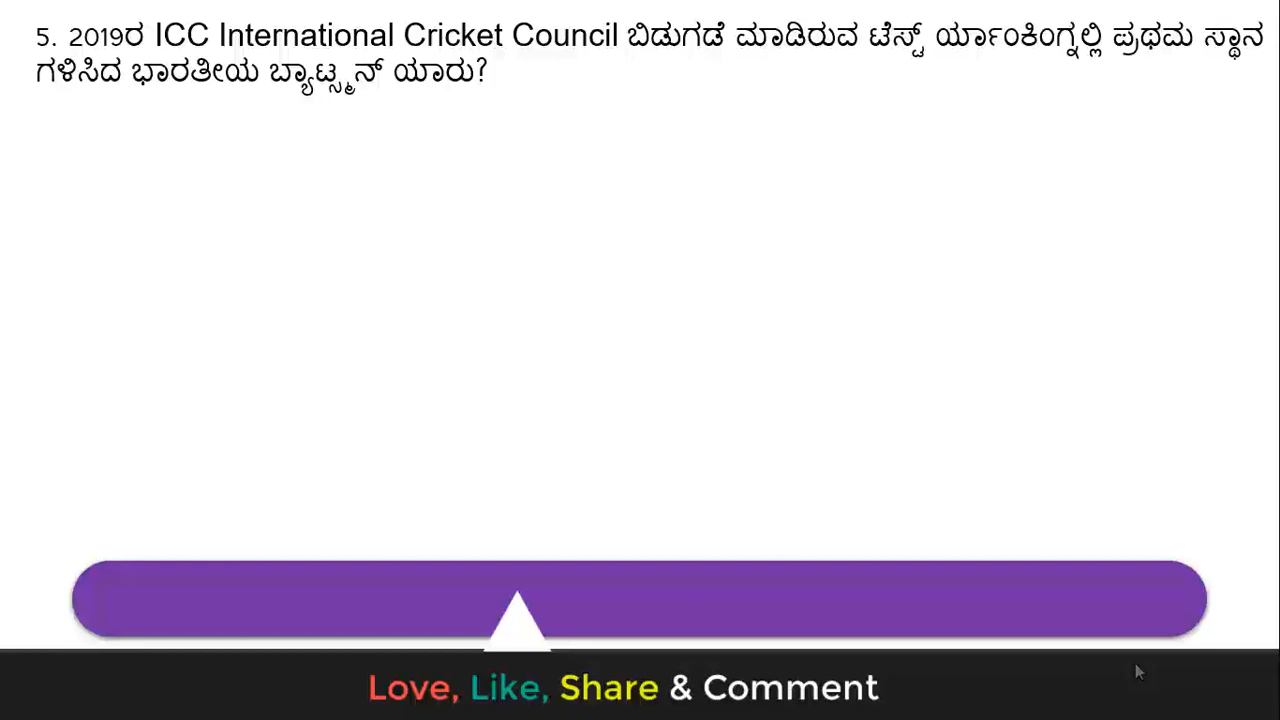 5. 2019ರ ICC International Cricket Council ಬಿಡುಗಡೆ ಮಾಡಿರುವ ಟೆಸ್ಟ್ ರ್ಯಾಂಕಿಂಗ್ನಲ್ಲಿ ಪ್ರಥಮ ಸ್ಥಾನ
ಗಳಿಸಿದ ಭಾರತೀಯ ಬ್ಯಾಟ್ಸ್ಮನ್ ಯಾರು?
Love, Like, Share & Comment